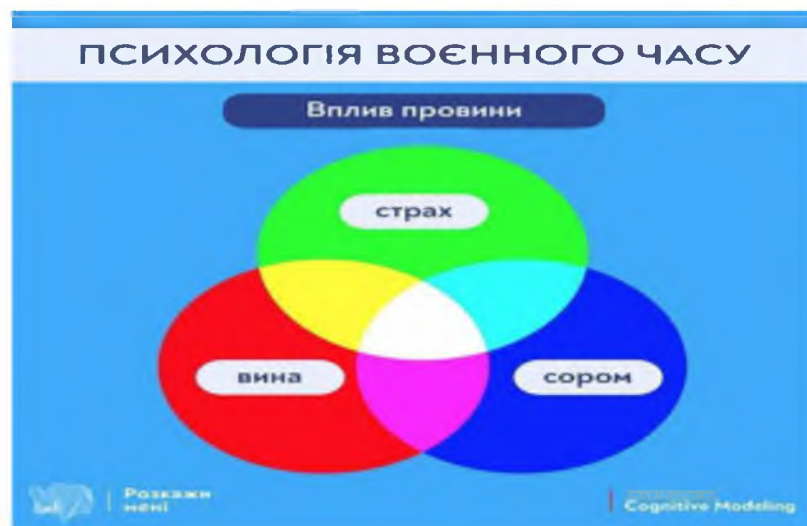 ПСИХОЛОГІЯ ВОЄННОГО ЧАСУ
Вплив провини
страх
вина
сором
Розкажи
мені
Cognitive Modeling